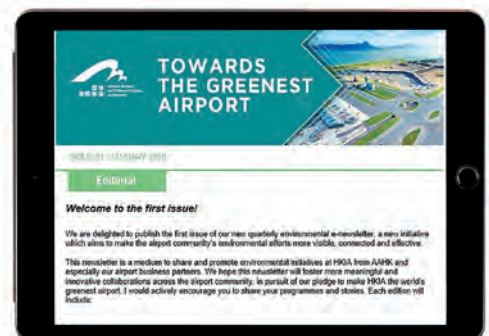 TOWARDS
THE GREENEST
AIRPORT
ISSUE 01 / JANUARY
Editorial
Welcome to the first issue!
We are delighted to publish the first issue of our new quarterly environmental e-newsletter, a new initiative
which aims to make the airport community's environmental efforts more visible, connected and effective.
This newsletter is a medium to share and promote environmental initiatives at HKIA from AAHK and
especially our airport business partners. We hope this newsletter will foster more meaningful and
innovative collaborations across the airport community, in pursuit of our pledge to make HKIA the world's
greenest airport. I would actively encourage you to share your programmes and stories. Each edition will
include: